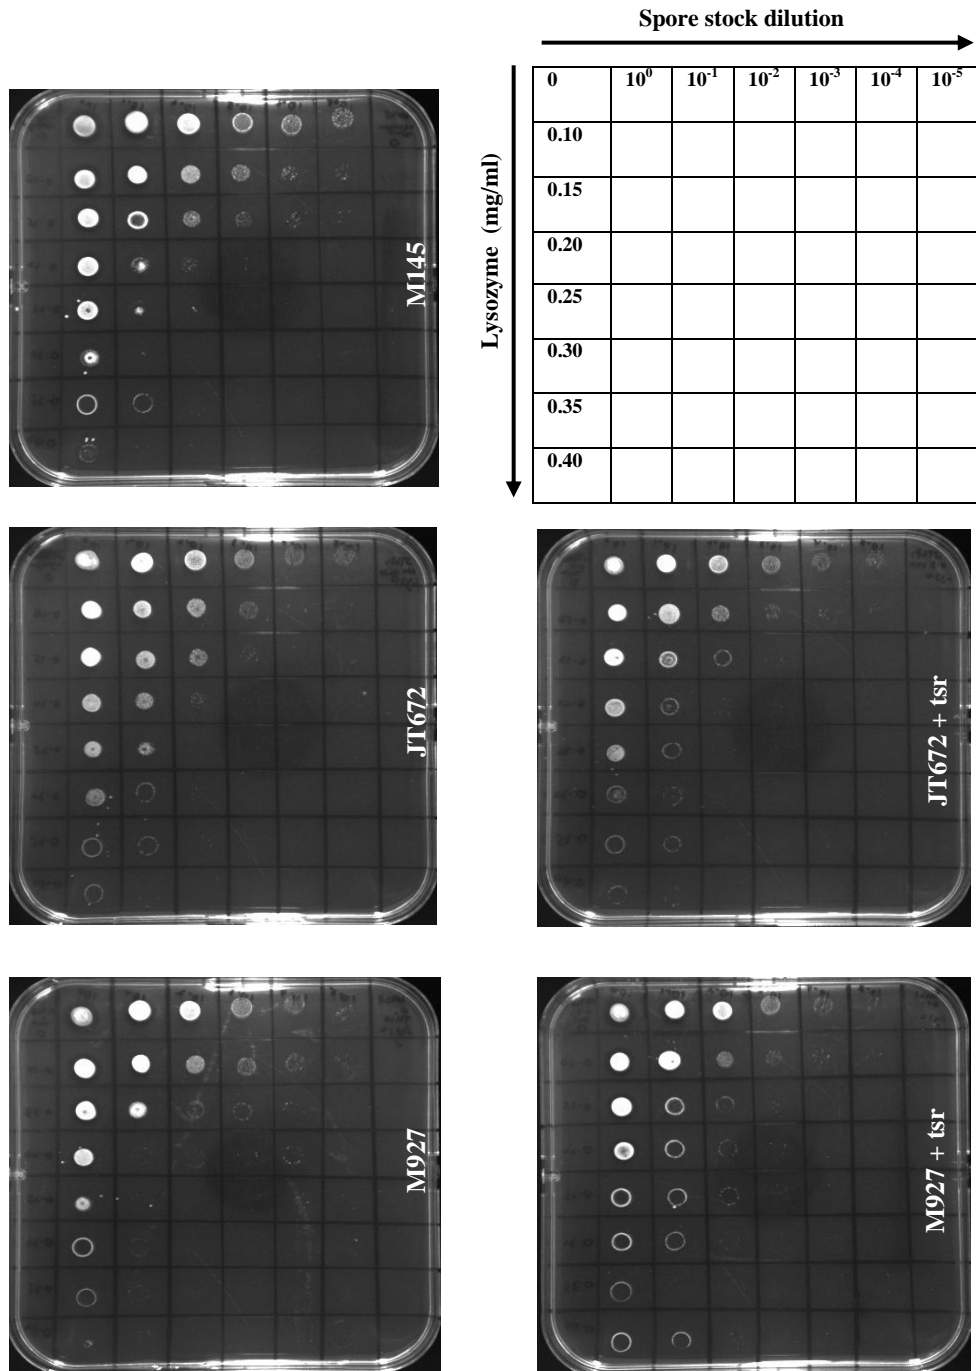 Spore stock dilution
Lysozyme (mg/ml)
0 10⁰ 10⁻¹ 10⁻² 10⁻³ 10⁻⁴ 10⁻⁵
0.10
0.15
0.20
0.25
0.30
0.35
0.40
M145
JT672
JT672 + tsr
M927
M927 + tsr